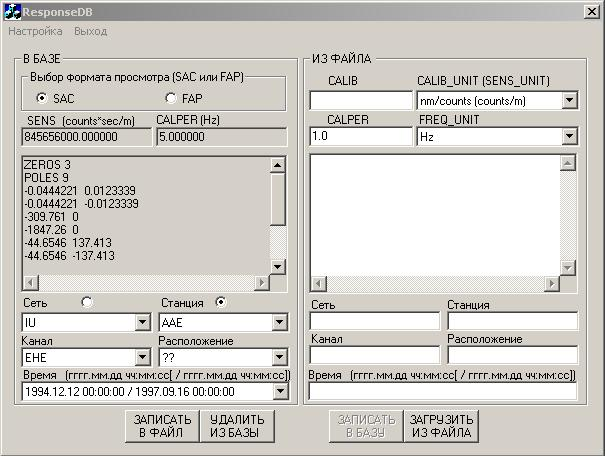 ResponseDB
Настройка Выход
В БАЗЕ
Выбор формата просмотра (SAC или FAP)
SAC FAP
SENS (counts*sec/m) CALPER (Hz)
845656000.000000 5.000000
ZEROS 3
POLES 9
-0.0444221 0.0123339
-0.0444221 -0.0123339
-309.761 0
-1847.26 0
-44.6546 137.413
-44.6546 -137.413
Сеть Станция
IU AAE
Канал Расположение
EHE ??
Время (гггг.мм.дд чч:мм:сс[ / гггг.мм.дд чч:мм:сс])
1994.12.12 00:00:00 / 1997.09.16 00:00:00
ЗАПИСАТЬ В ФАЙЛ
УДАЛИТЬ ИЗ БАЗЫ
ИЗ ФАЙЛА
CALIB CALIB_UNIT (SENS_UNIT)
nm/counts (counts/m)
CALPER FREQ_UNIT
1.0 Hz
Сеть Станция
Канал Расположение
Время (гггг.мм.дд чч:мм:сс[ / гггг.мм.дд чч:мм:сс])
ЗАПИСАТЬ В БАЗУ
ЗАГРУЗИТЬ ИЗ ФАЙЛА